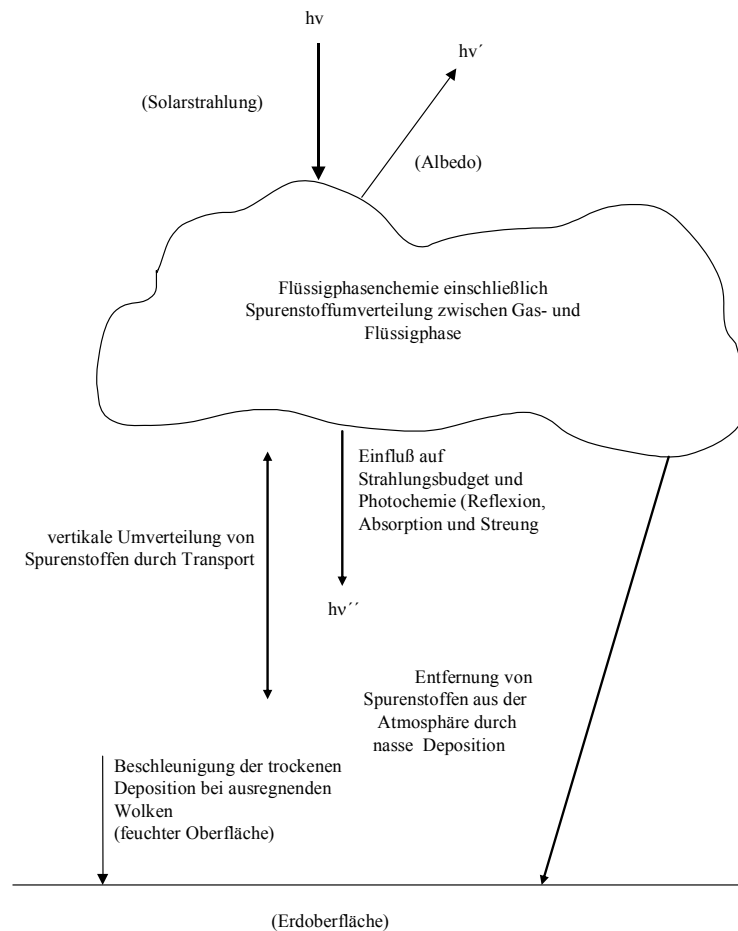 hν
hν´
(Solarstrahlung)
(Albedo)
Flüssigphasenchemie einschließlich
Spurenstoffumverteilung zwischen Gas- und
Flüssigphase
Einfluß auf
Strahlungsbudget und
Photochemie (Reflexion,
Absorption und Streung
vertikale Umverteilung von
Spurenstoffen durch Transport
hν´´
Entfernung von
Spurenstoffen aus der
Atmosphäre durch
nasse Deposition
Beschleunigung der trockenen
Deposition bei ausregnenden
Wolken
(feuchter Oberfläche)
(Erdoberfläche)